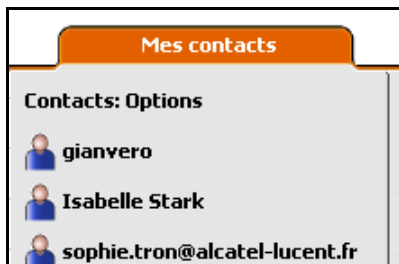 Mes contacts
Contacts: Options
gianvero
Isabelle Stark
sophie.tron@alcatel-lucent.fr